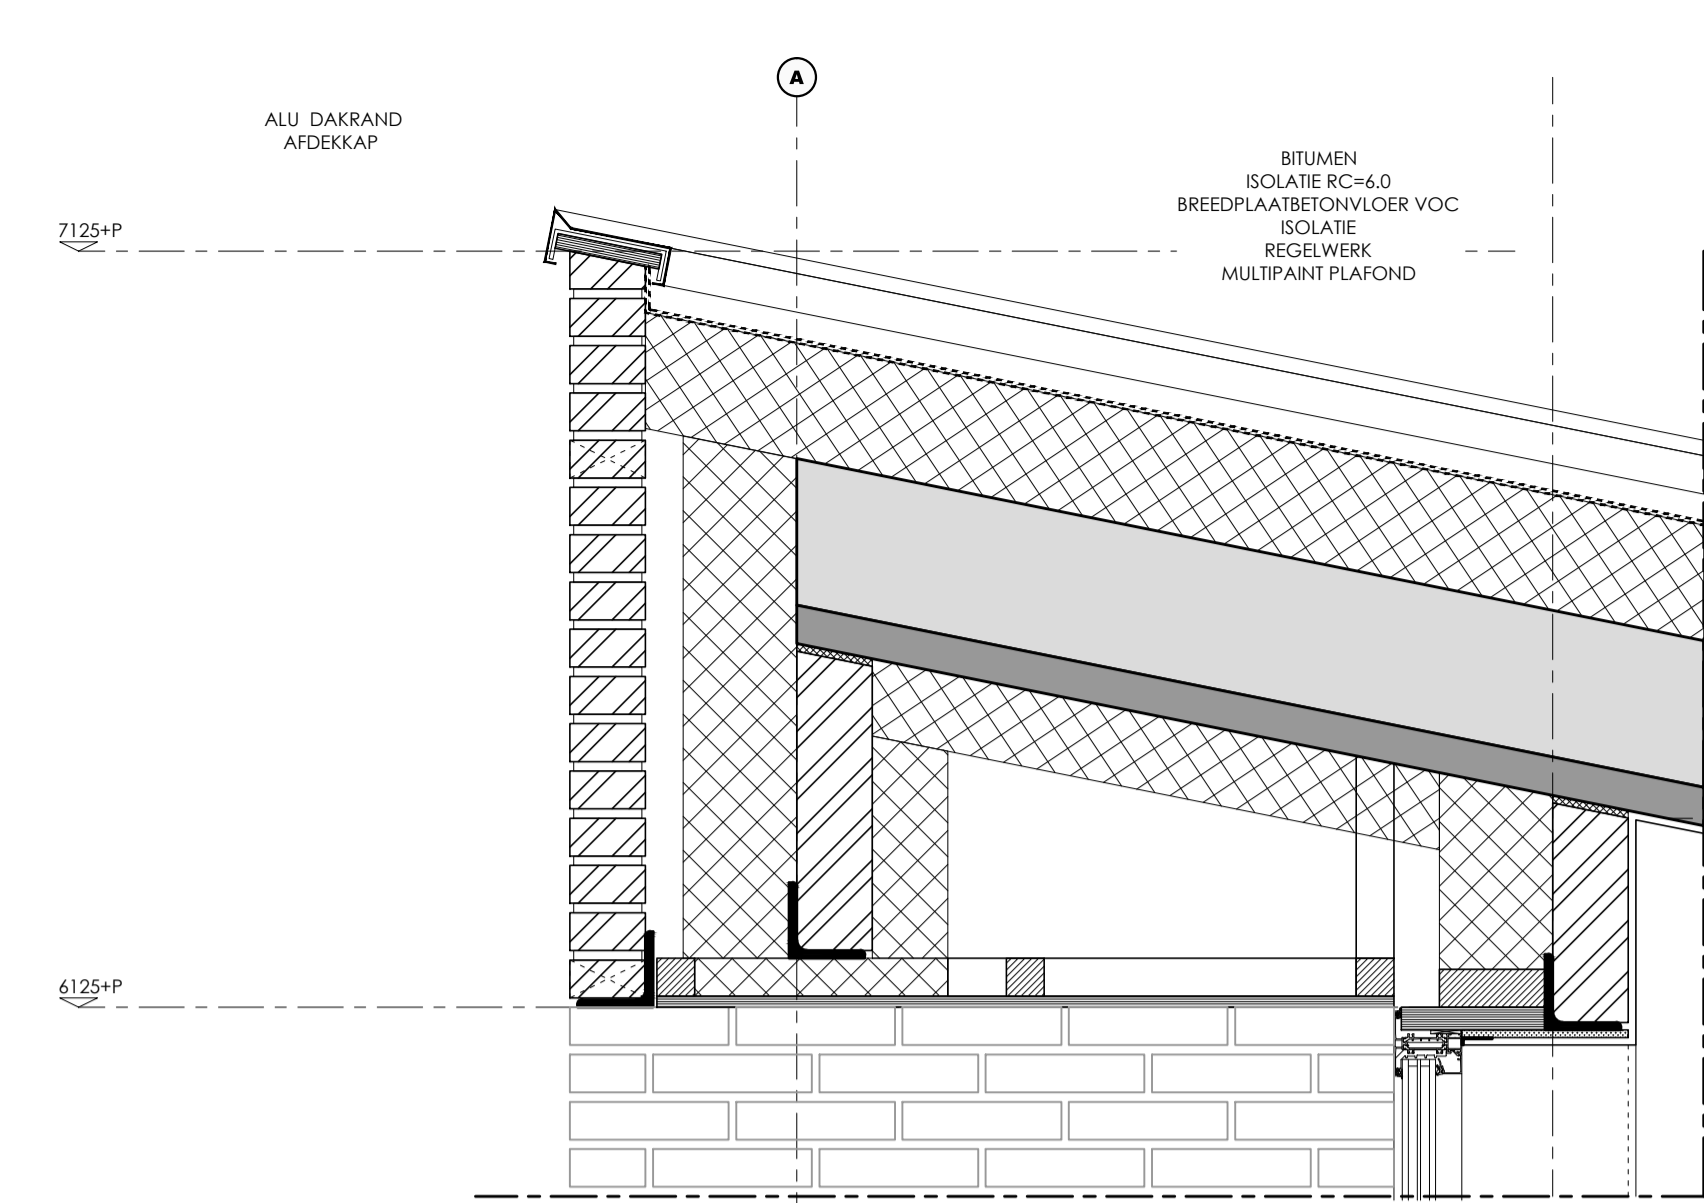 A
ALU DAKRAND
AFDEKKAP
BITUMEN
ISOLATIE RC=6.0
BREEDPLAATBETONVLOER VOC
ISOLATIE
REGELWERK
MULTIPAINT PLAFOND
7125+P
6125+P